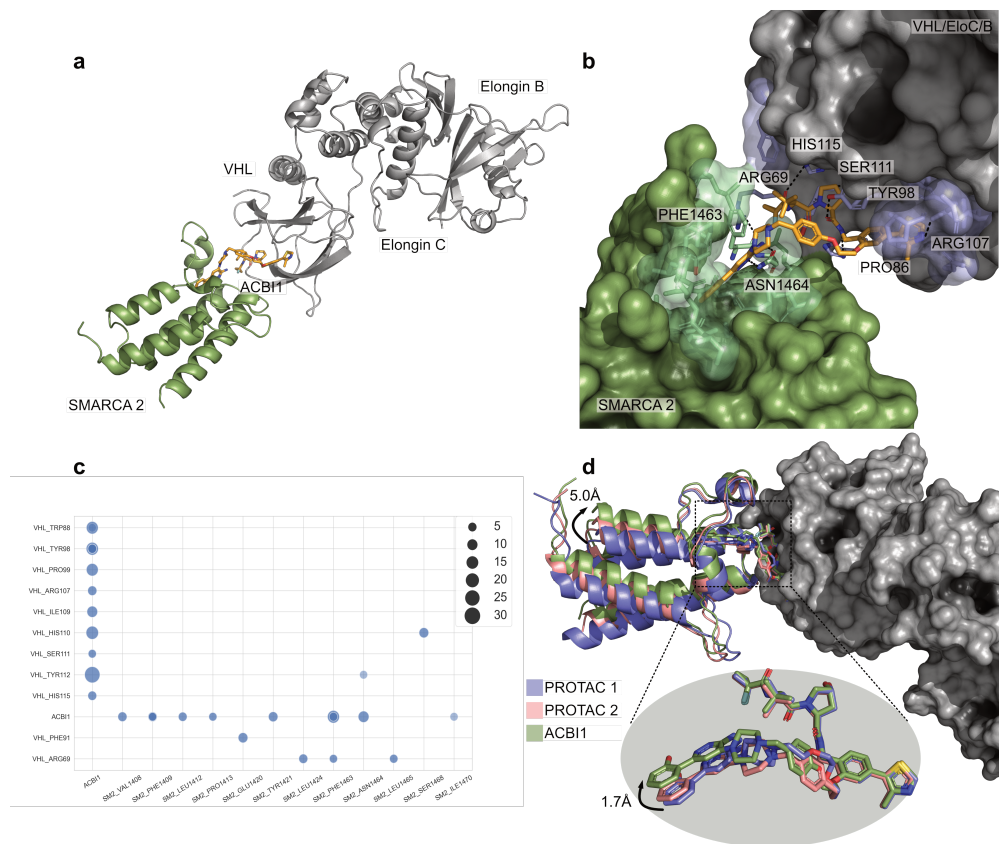 a
Elongin B
VHL
Elongin C
ACBI1
SMARCA 2
b
VHL/EloC/B
HIS115
SER111
ARG69
TYR98
PHE1463
ARG107
PRO86
ASN1464
SMARCA 2
c
VHL_TRP88
VHL_TYR98
VHL_PRO99
VHL_ARG107
VHL_ILE109
VHL_HIS110
VHL_SER111
VHL_TYR112
VHL_HIS115
ACBI1
VHL_PHE91
VHL_ARG69
5
10
15
20
25
30
ACBI1
SM2_VAL1408
SM2_PHE1409
SM2_LEU1412
SM2_PRO1413
SM2_GLU1420
SM2_TYR1421
SM2_LEU1424
SM2_PHE1463
SM2_ASN1464
SM2_LEU1465
SM2_SER1468
SM2_ILE1470
d
5.0Å
PROTAC 1
PROTAC 2
ACBI1
1.7Å